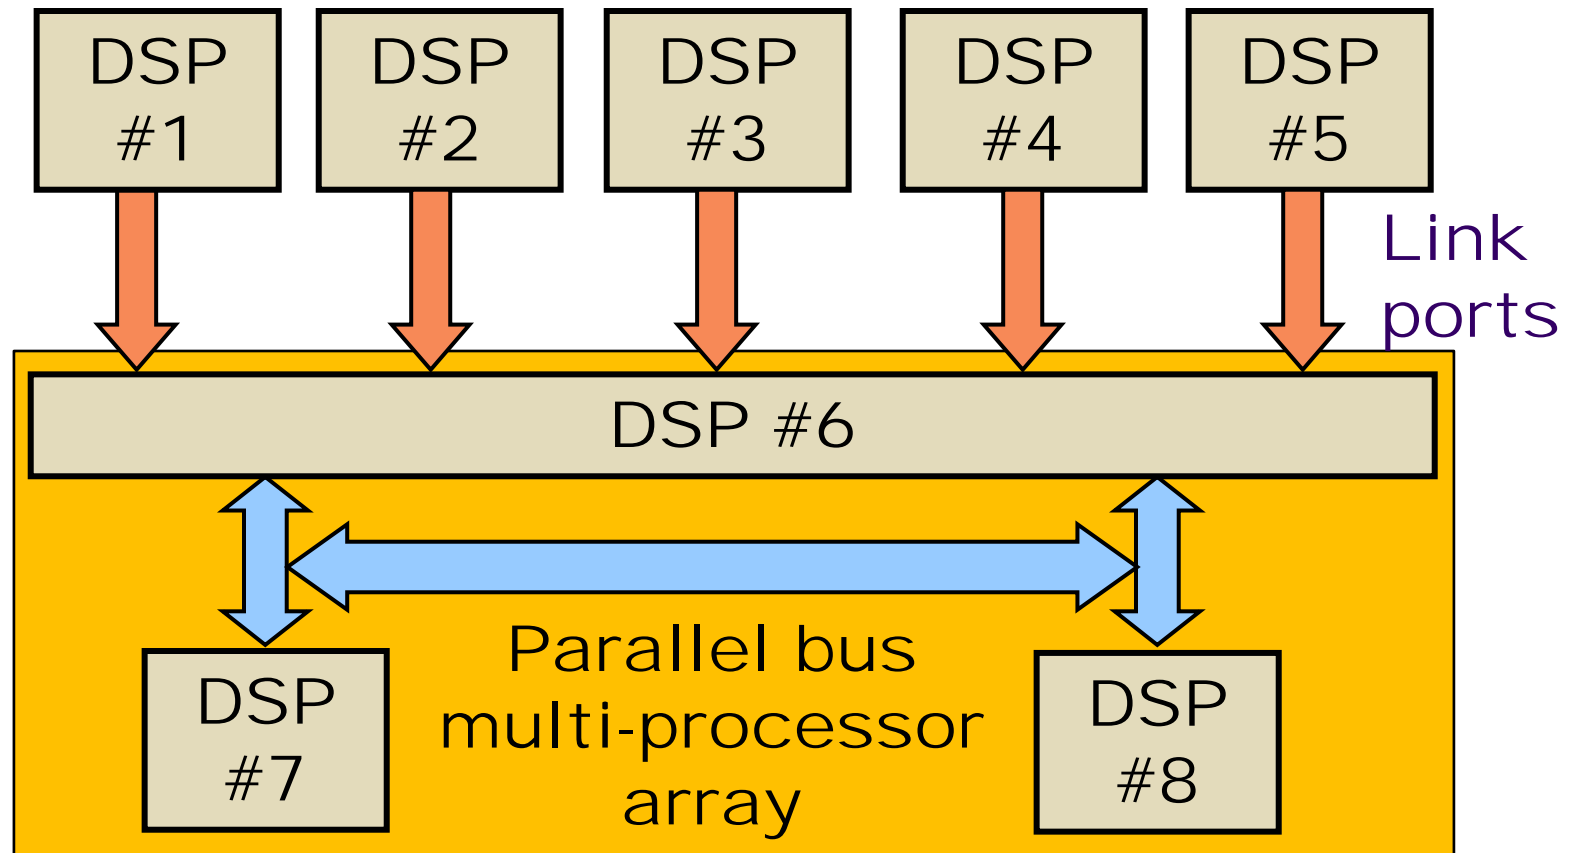 DSP
#1
DSP
#2
DSP
#3
DSP
#4
DSP
#5
Link
ports
DSP #6
Parallel bus
multi-processor
array
DSP
#7
DSP
#8